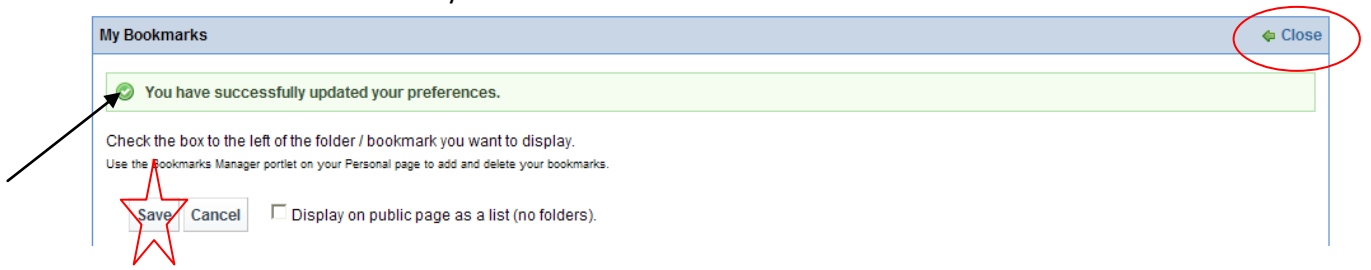 My Bookmarks Close
You have successfully updated your preferences.
Check the box to the left of the folder / bookmark you want to display.
Use the Bookmarks Manager portlet on your Personal page to add and delete your bookmarks.
Save Cancel Display on public page as a list (no folders).